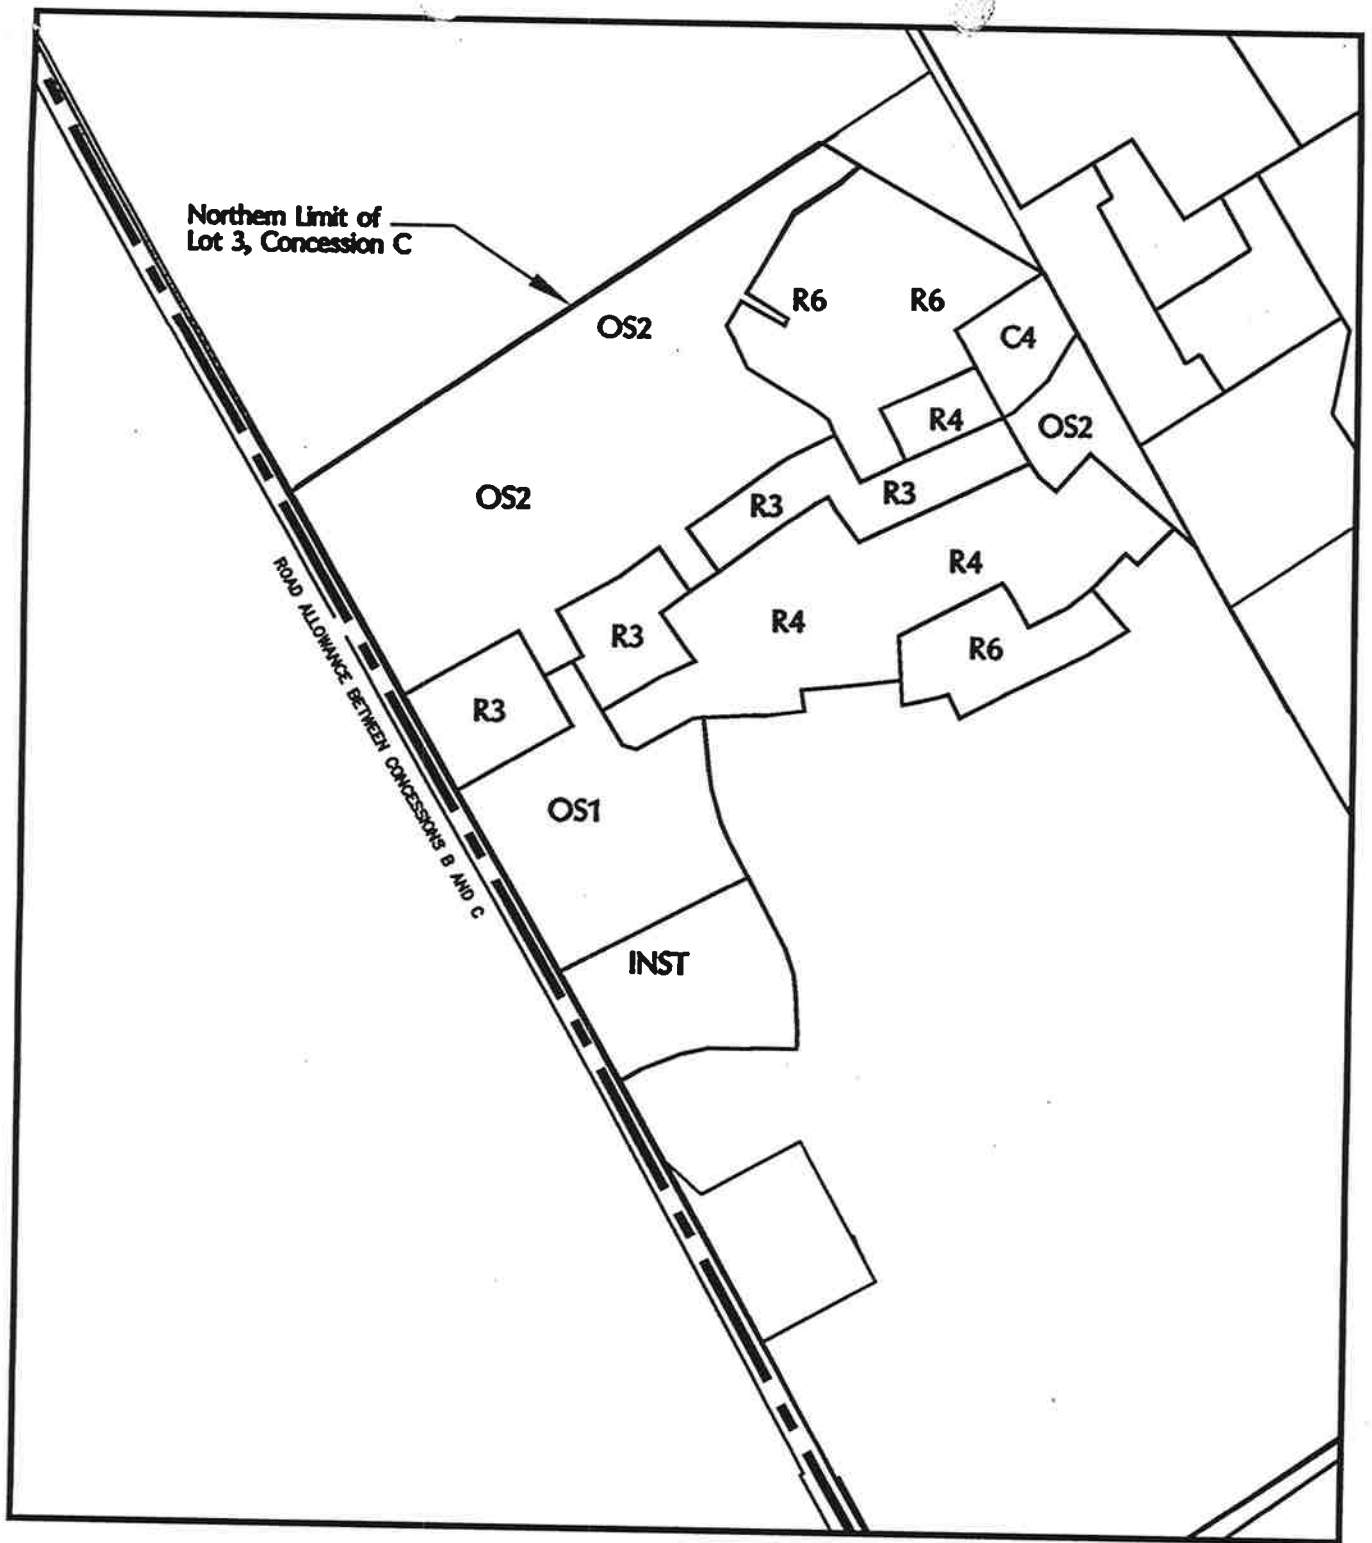 Northern Limit of
Lot 3, Concession C
R6
R6
OS2
C4
R4
OS2
OS2
R3
R3
R4
R4
R3
R6
R3
ROAD ALLOWANCE BETWEEN CONCESSIONS B AND C
OS1
INST